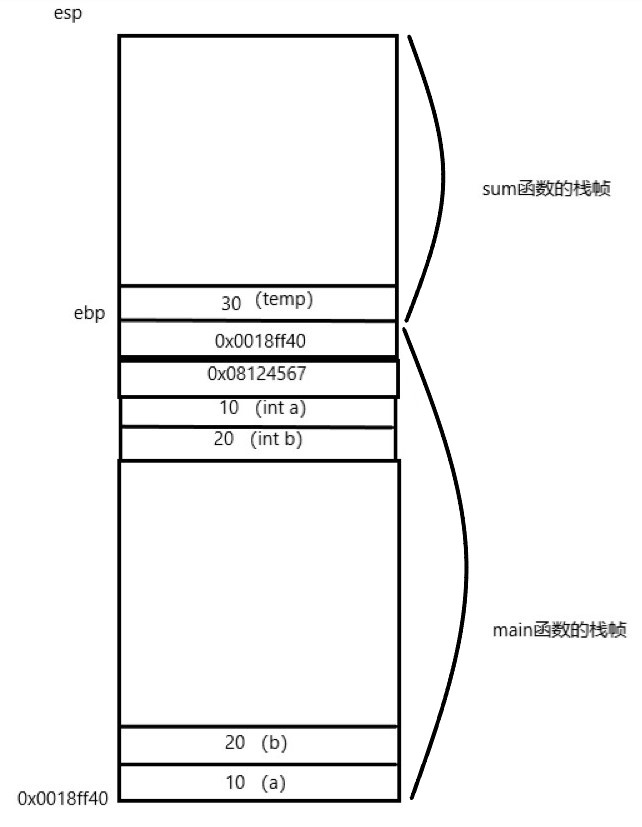 esp
sum函数的栈帧
30 (temp)
ebp
0x0018ff40
0x08124567
10 (int a)
20 (int b)
main函数的栈帧
20 (b)
10 (a)
0x0018ff40